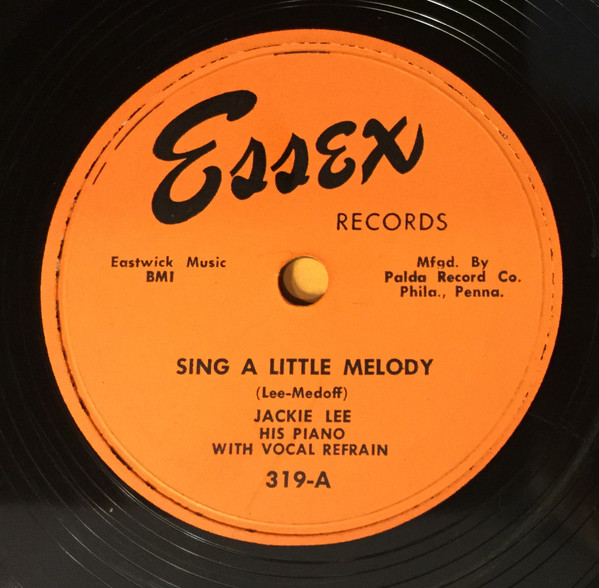 Essex
RECORDS
Eastwick Music
BMI
Mfgd. By
Palda Record Co.
Phila., Penna.
SING A LITTLE MELODY
(Lee-Medoff)
JACKIE LEE
HIS PIANO
WITH VOCAL REFRAIN
319-A